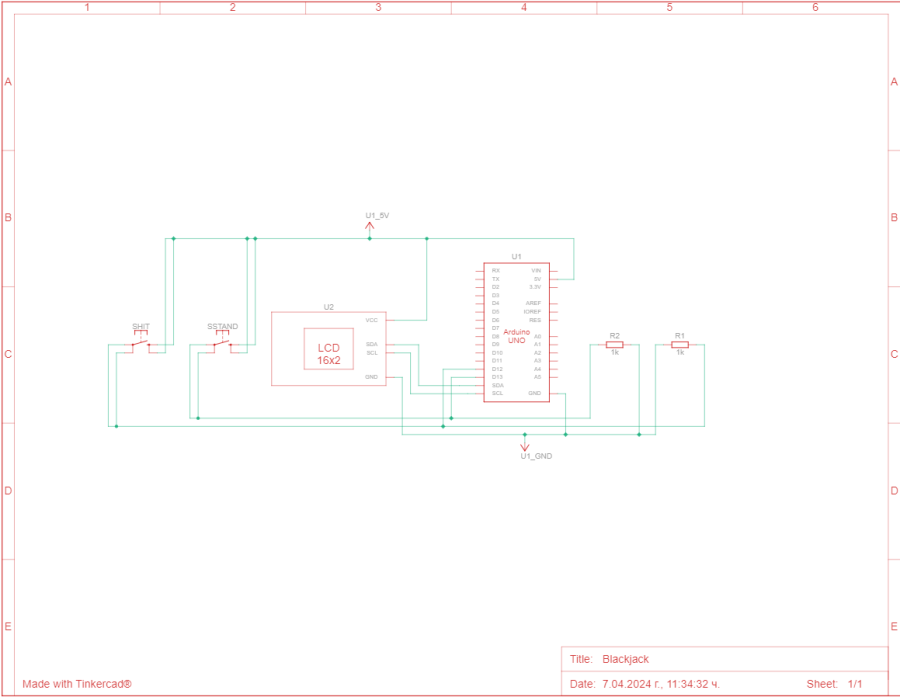 1 2 3 4 5 6
A A
B B
C C
D D
E E
U1_5V
U1
RX VIN
TX 5V
D2 3.3V
D3
D4 AREF
D5 IOREF
D6 RES
D7
D8 A0
D9 A1
D10 A2
D11 A3
D12 A4
D13 A5
SDA
SCL GND
Arduino
UNO
U2
VCC
SDA
SCL
GND
LCD
16x2
SHIT
SSTAND
R2
1k
R1
1k
U1_GND
Title: Blackjack
Date: 7.04.2024 г., 11:34:32 ч.
Sheet: 1/1
Made with Tinkercad®